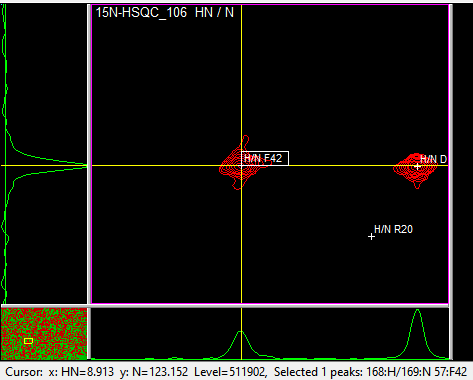 15N-HSQC_106 HN / N
H/N F42
H/N D
H/N R20
Cursor: x: HN=8.913 y: N=123.152 Level=511902, Selected 1 peaks: 168:H/169:N 57:F42